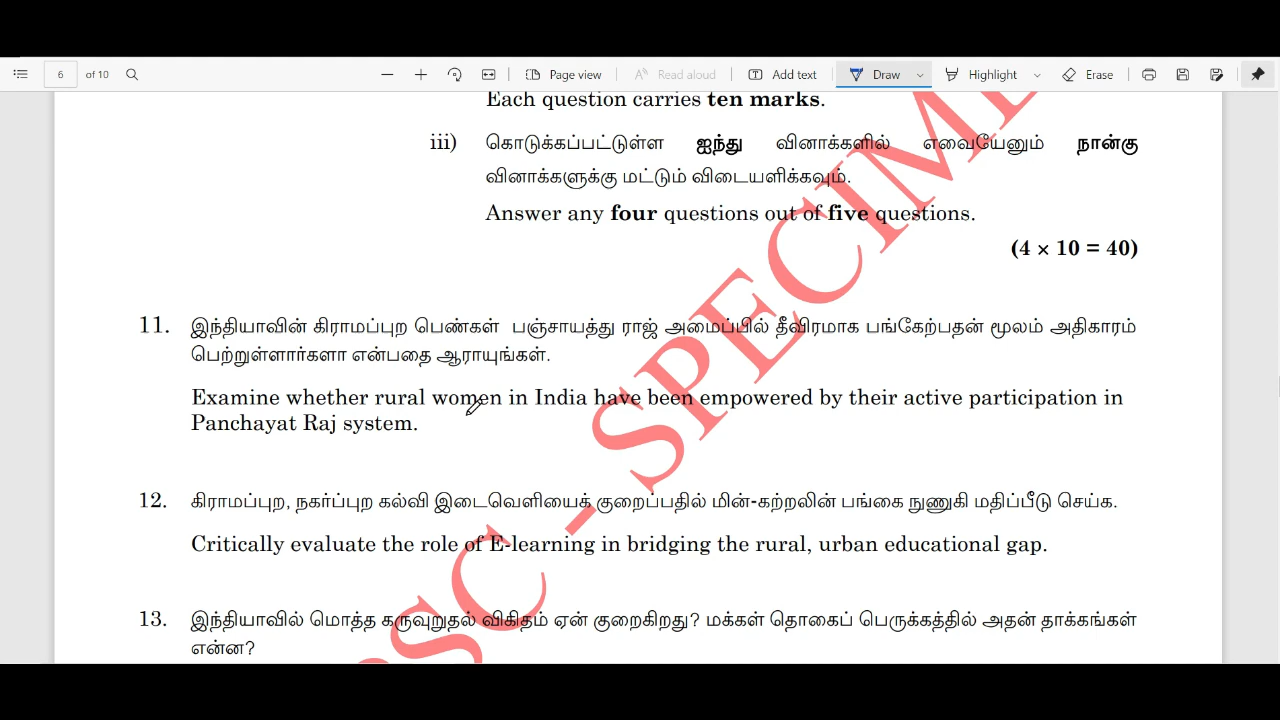 6 of 10 Page view Read aloud Add text Draw Highlight Erase
Each question carries ten marks.
iii) கொடுக்கப்பட்டுள்ள ஐந்து வினாக்களில் எவையேனும் நான்கு
வினாக்களுக்கு மட்டும் விடையளிக்கவும்.
Answer any four questions out of five questions.
(4 × 10 = 40)
11. இந்தியாவின் கிராமப்புற பெண்கள் பஞ்சாயத்து ராஜ் அமைப்பில் தீவிரமாக பங்கேற்பதன் மூலம் அதிகாரம்
பெற்றுள்ளார்களா என்பதை ஆராயுங்கள்.
Examine whether rural women in India have been empowered by their active participation in
Panchayat Raj system.
12. கிராமப்புற, நகர்ப்புற கல்வி இடைவெளியைக் குறைப்பதில் மின்-கற்றலின் பங்கை நுணுகி மதிப்பீடு செய்க.
Critically evaluate the role of E-learning in bridging the rural, urban educational gap.
13. இந்தியாவில் மொத்த கருவுறுதல் விகிதம் ஏன் குறைகிறது? மக்கள் தொகைப் பெருக்கத்தில் அதன் தாக்கங்கள்
என்ன?
PSC - SPECIME